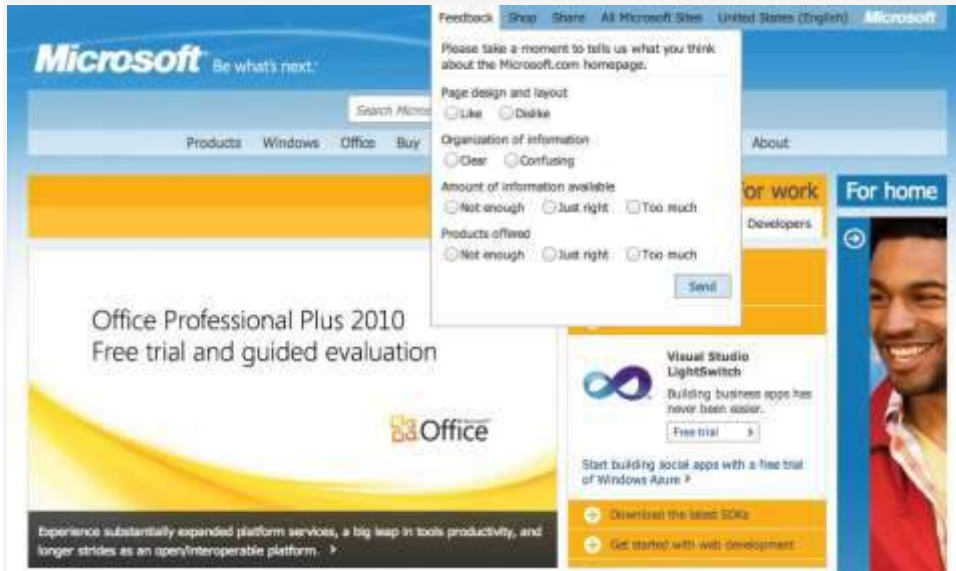 Feedback Shop Share All Microsoft Sites United States (English) Microsoft
Microsoft Be what's next.
Please take a moment to tells us what you think
about the Microsoft.com homepage.
Search Micros
Page design and layout
Like Dislike
Products Windows Office Buy About
Organization of information
Clear Confusing
Amount of information available
Not enough Just right Too much
or work For home
Products offered
Developers
Not enough Just right Too much
Send
Office Professional Plus 2010
Free trial and guided evaluation
Office
Visual Studio
LightSwitch
Building business apps has
never been easier.
Free trial
Start building social apps with a free trial
of Windows Azure
Download the latest SDKs
Get started with web development
Experience substantially expanded platform services, a big leap in tools productivity, and
longer strides as an open/interoperable platform.